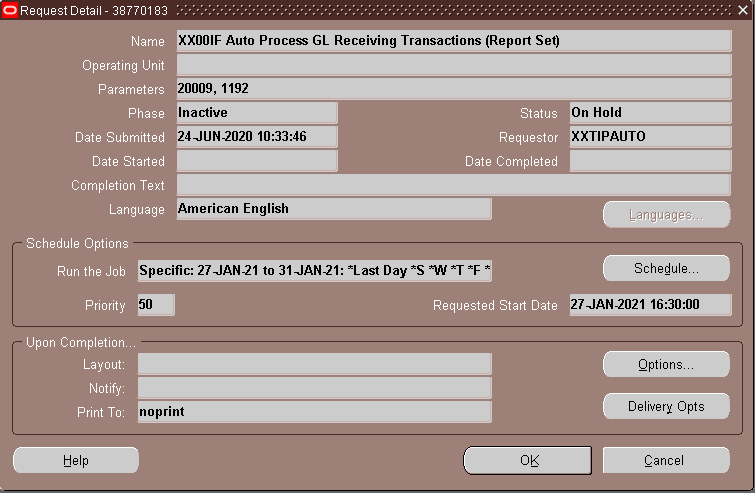 Request Detail - 38770183
Name XX00IF Auto Process GL Receiving Transactions (Report Set)
Operating Unit
Parameters 20009, 1192
Phase Inactive Status On Hold
Date Submitted 24-JUN-2020 10:33:46 Requestor XXTIPAUTO
Date Started Date Completed
Completion Text
Language American English
Languages...
Schedule Options
Run the Job Specific: 27-JAN-21 to 31-JAN-21: *Last Day *S *W *T *F * Schedule...
Priority 50 Requested Start Date 27-JAN-2021 16:30:00
Upon Completion...
Layout: Options...
Notify:
Print To: noprint Delivery Opts
Help OK Cancel